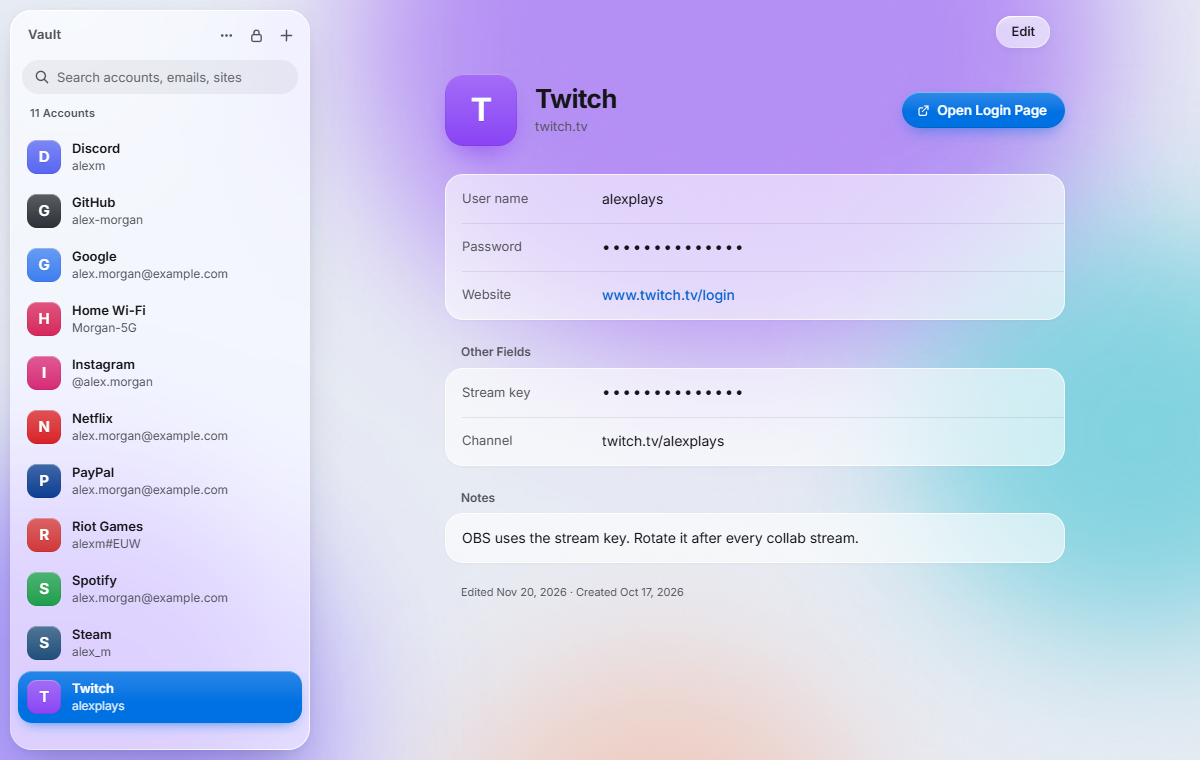 Vault
Search accounts, emails, sites
11 Accounts
D
Discord
alexm
G
GitHub
alex-morgan
G
Google
alex.morgan@example.com
H
Home Wi-Fi
Morgan-5G
I
Instagram
@alex.morgan
N
Netflix
alex.morgan@example.com
P
PayPal
alex.morgan@example.com
R
Riot Games
alexm#EUW
S
Spotify
alex.morgan@example.com
S
Steam
alex_m
T
Twitch
alexplays
Edit
T
Twitch
twitch.tv
Open Login Page
User name alexplays
Password ••••••••••••••
Website www.twitch.tv/login
Other Fields
Stream key ••••••••••••••
Channel twitch.tv/alexplays
Notes
OBS uses the stream key. Rotate it after every collab stream.
Edited Nov 20, 2026 · Created Oct 17, 2026